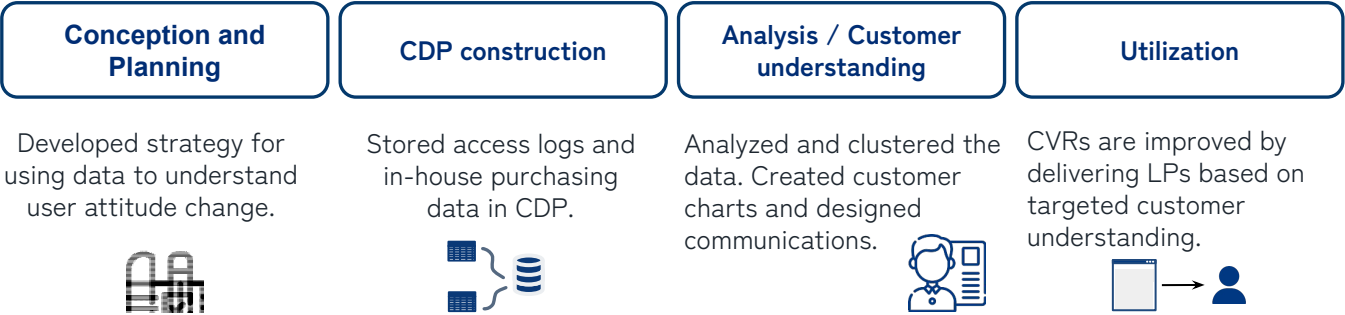 Conception and
Planning
CDP construction
Analysis / Customer
understanding
Utilization
Developed strategy for
using data to understand
user attitude change.
Stored access logs and
in-house purchasing
data in CDP.
Analyzed and clustered the
data. Created customer
charts and designed
communications.
CVRs are improved by
delivering LPs based on
targeted customer
understanding.